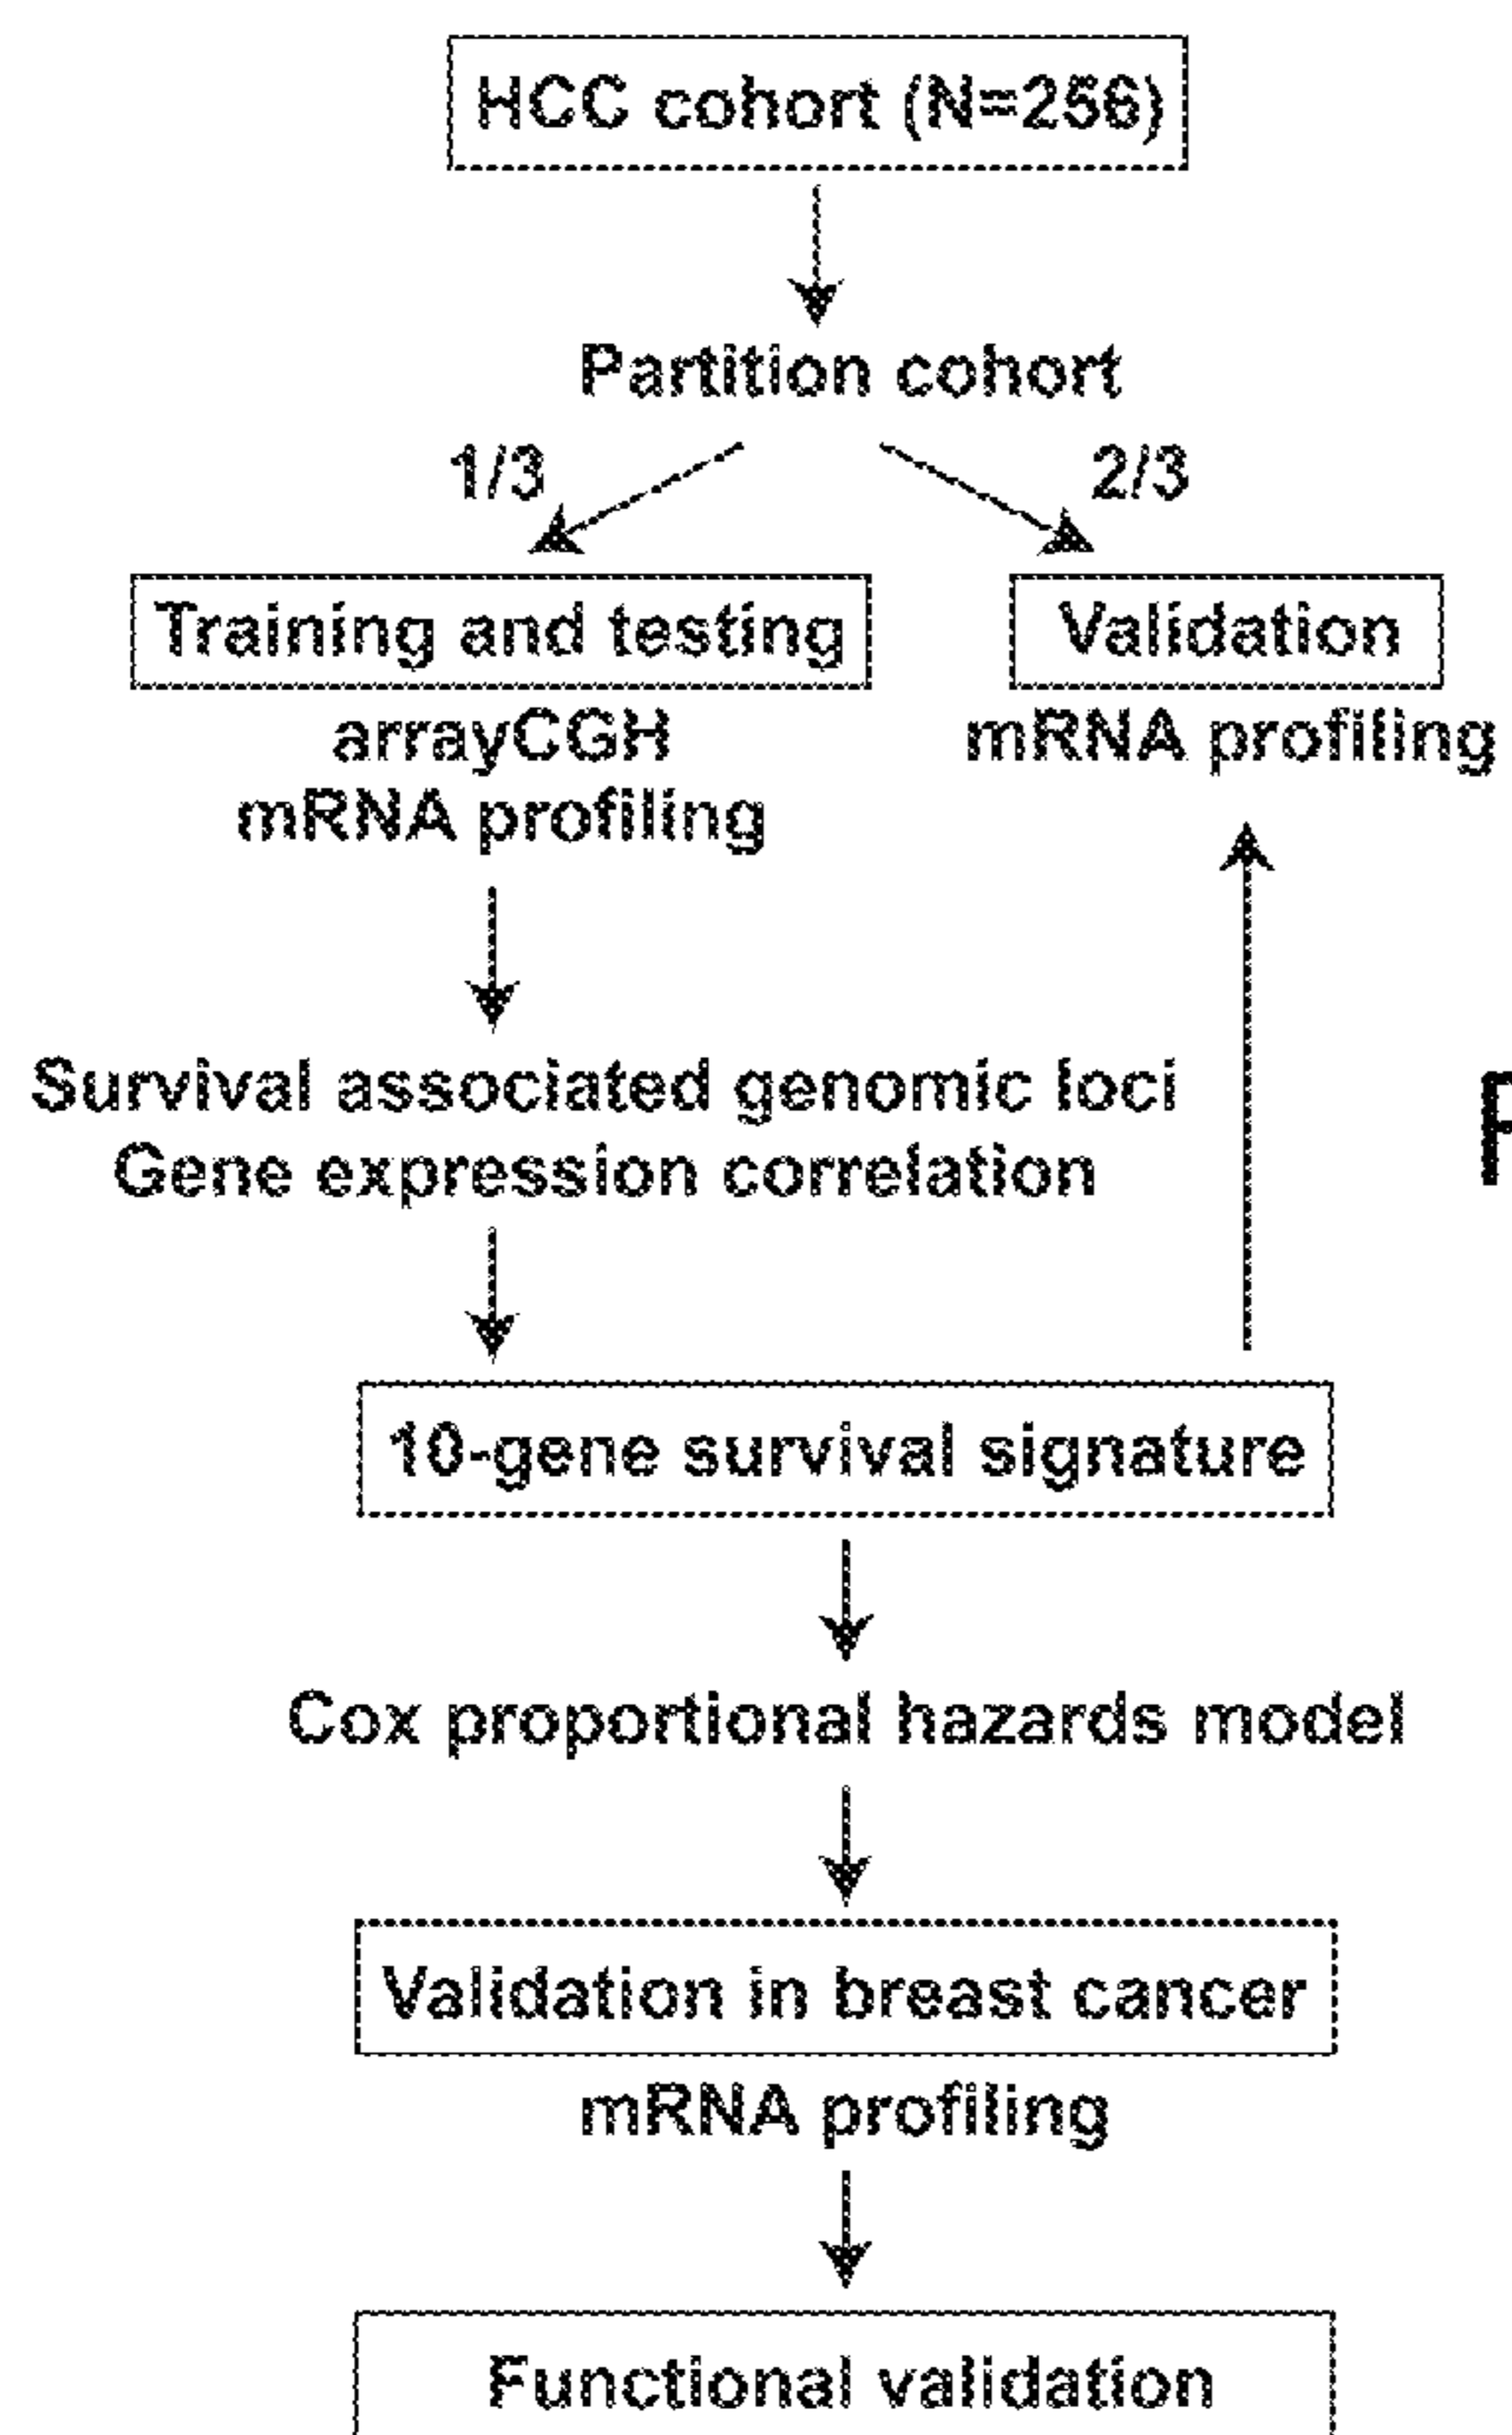 HCC cohort (N=256)
Partition cohort
1/3
2/3
Training and testing
Validation
arrayCGH
mRNA profiling
mRNA profiling
Survival associated genomic loci
Gene expression correlation
10-gene survival signature
Cox proportional hazards model
Validation in breast cancer
mRNA profiling
Functional validation